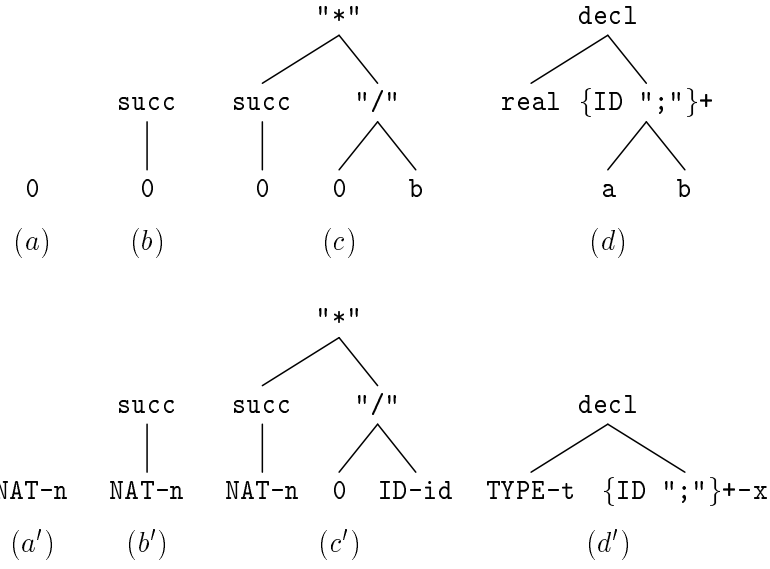 "*" decl
succ succ "/" real {ID ";"}+
0 0 0 0 b a b
(a) (b) (c) (d)
"*"
succ succ "/" decl
NAT-n NAT-n NAT-n 0 ID-id TYPE-t {ID ";"}+-x
(a′) (b′) (c′) (d′)